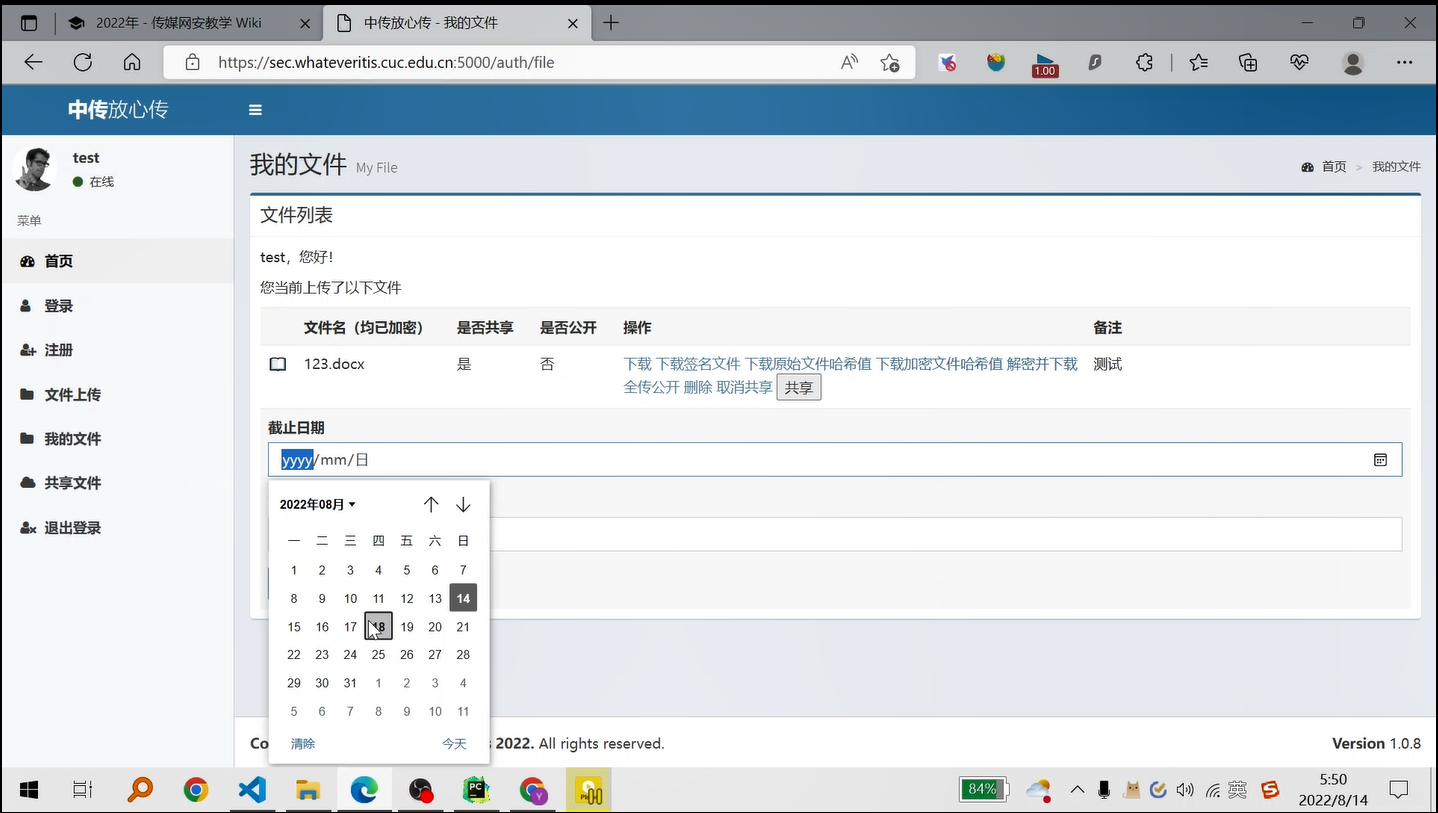 2022年 - 传媒网安教学 Wiki
中传放心传 - 我的文件
https://sec.whateveritis.cuc.edu.cn:5000/auth/file
1.00
中传放心传
test
在线
菜单
首页
登录
注册
文件上传
我的文件
共享文件
退出登录
我的文件 My File
首页 > 我的文件
文件列表
test，您好！
您当前上传了以下文件
文件名（均已加密） 是否共享 是否公开 操作 备注
123.docx 是 否 下载 下载签名文件 下载原始文件哈希值 下载加密文件哈希值 解密并下载 测试
全传公开 删除 取消共享 共享
截止日期
yyyy/mm/日
2022年08月
一 二 三 四 五 六 日
1 2 3 4 5 6 7
8 9 10 11 12 13 14
15 16 17 18 19 20 21
22 23 24 25 26 27 28
29 30 31 1 2 3 4
5 6 7 8 9 10 11
清除 今天
Co
2022. All rights reserved.
Version 1.0.8
PC
Y
84%
英
5:50
2022/8/14